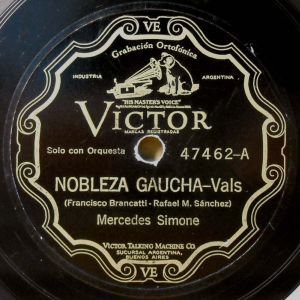 VE
Grabación Ortofónica
INDUSTRIA ARGENTINA
"HIS MASTER'S VOICE"
VICTOR
MARCAS REGISTRADAS
Solo con Orquesta 47462-A
NOBLEZA GAUCHA-Vals
(Francisco Brancatti - Rafael M. Sánchez)
Mercedes Simone
VICTOR TALKING MACHINE CO.
SUCURSAL ARGENTINA,
BUENOS AIRES
VE